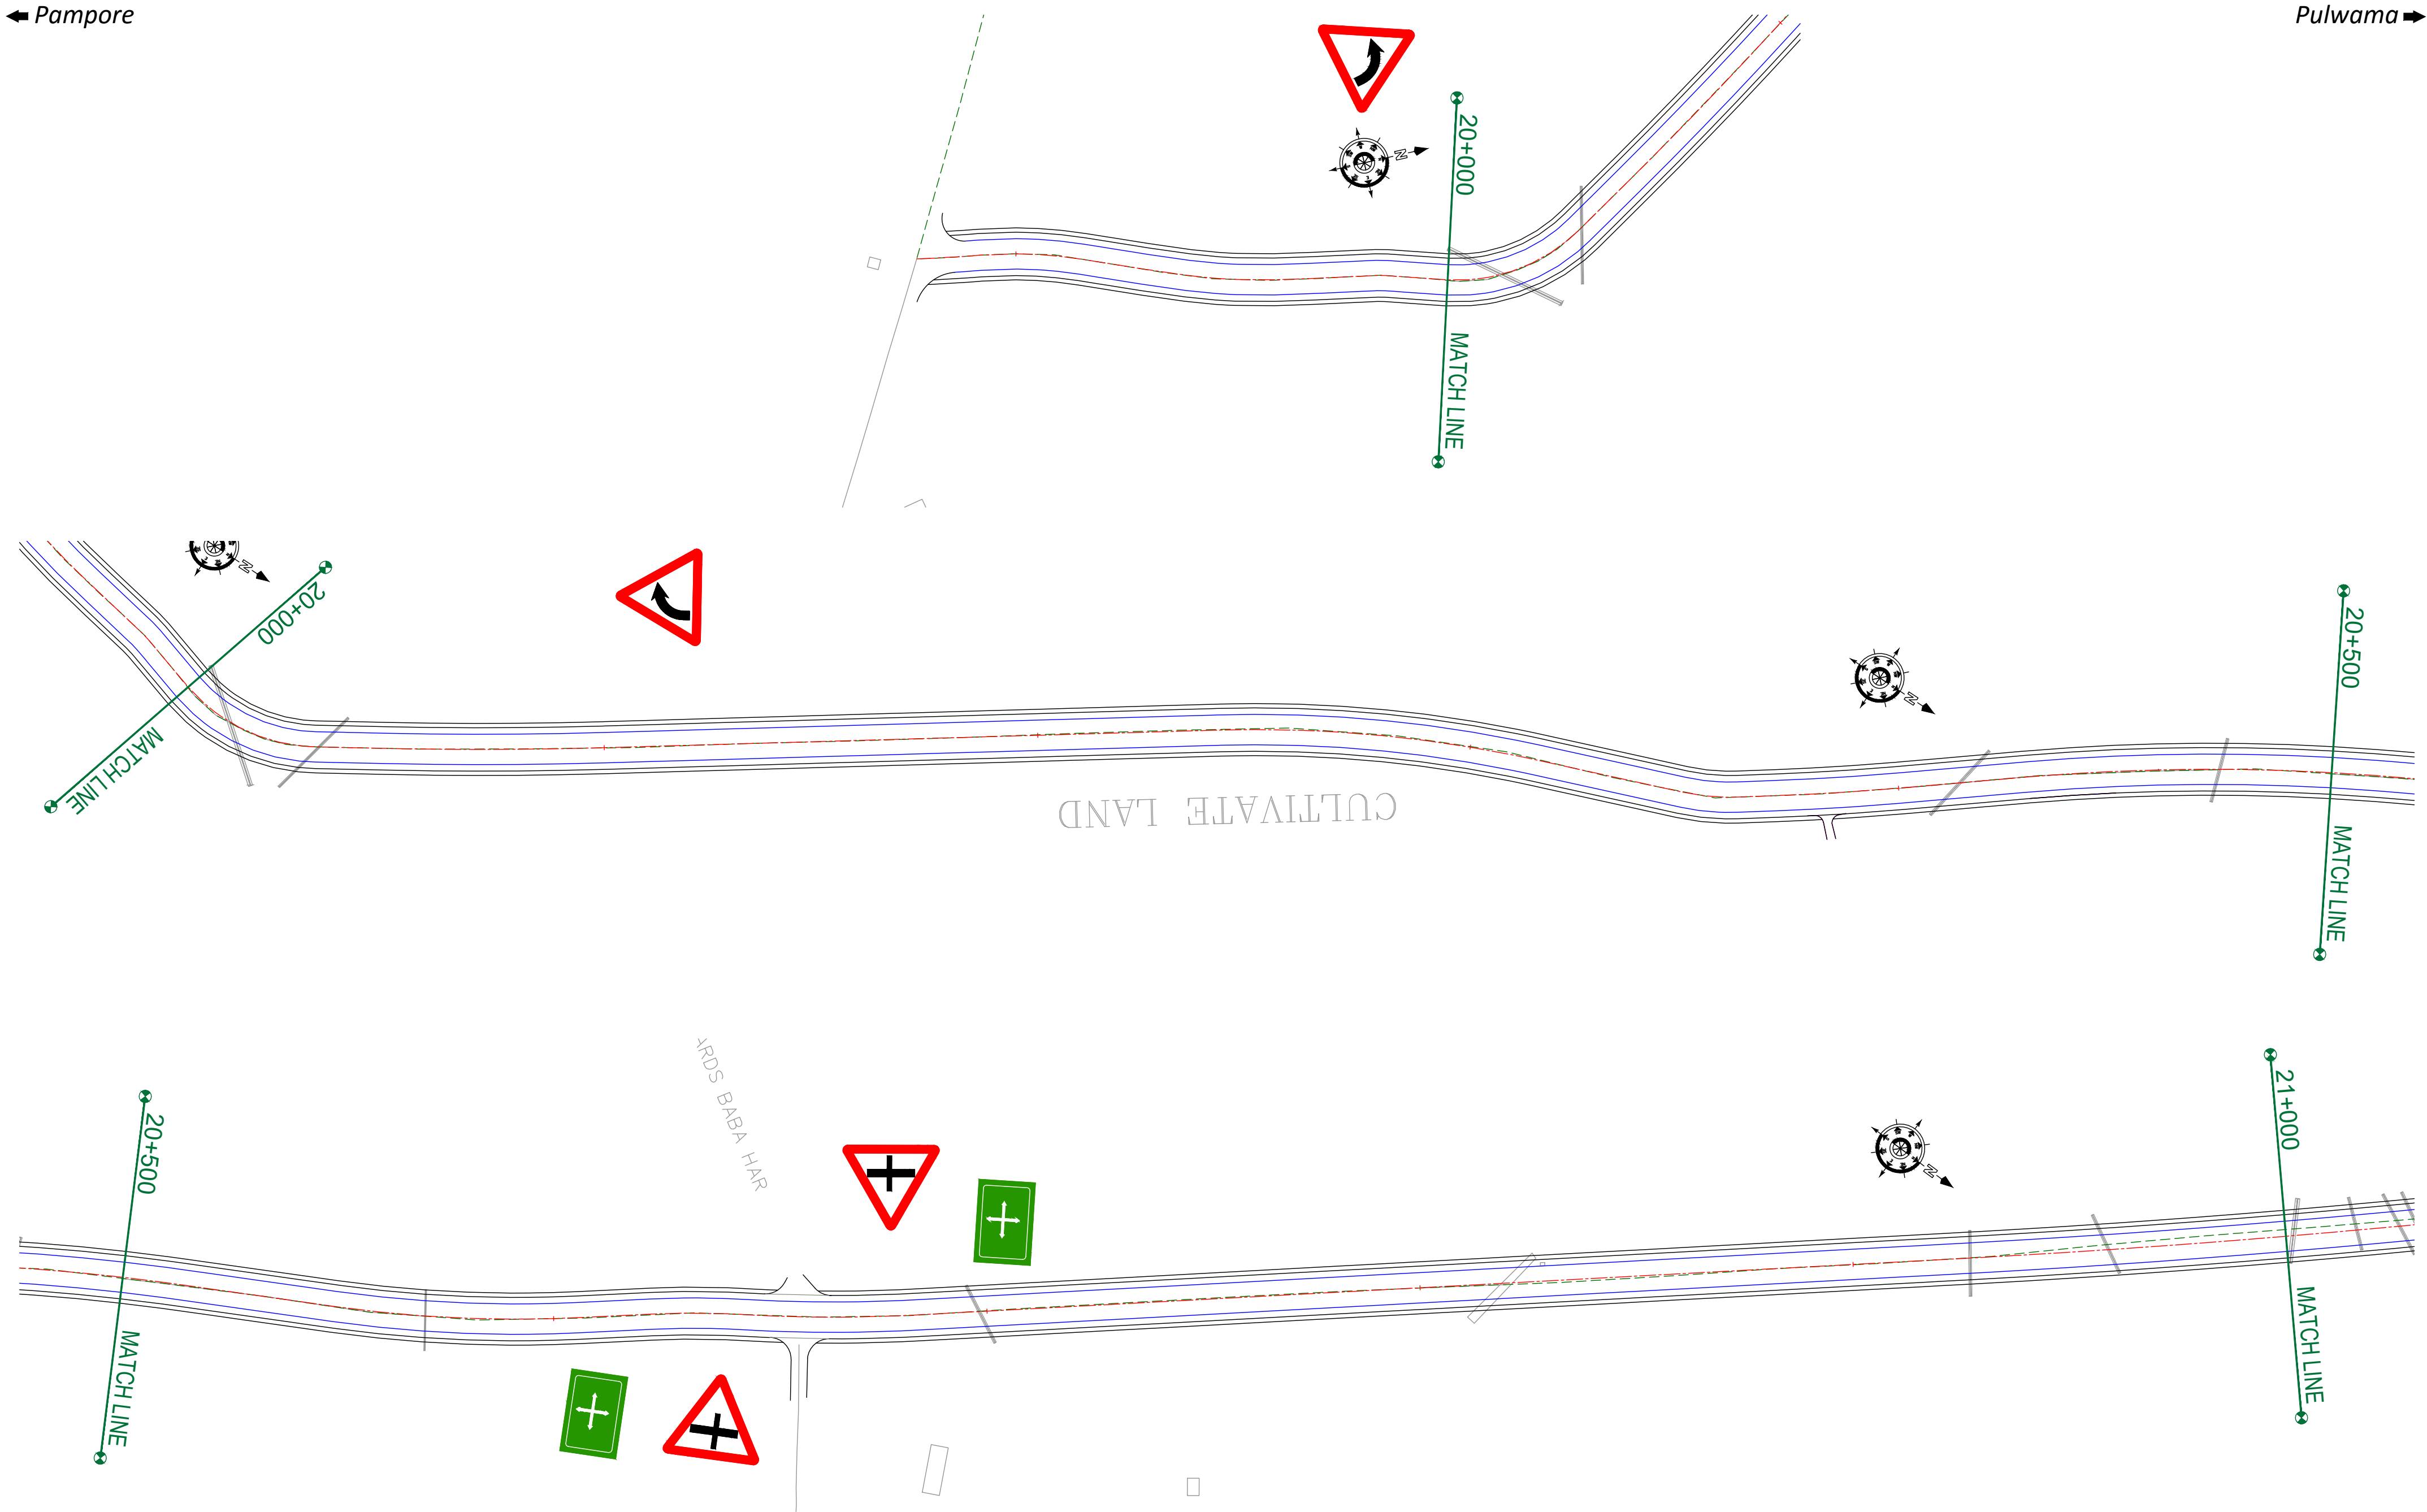 Pampore
Pulwama
20+000
N
MATCH LINE
N
20+000
MATCH LINE
20+500
N
MATCH LINE
CULTIVATE LAND
ARDS BABA HAR
20+500
MATCH LINE
21+000
N
MATCH LINE